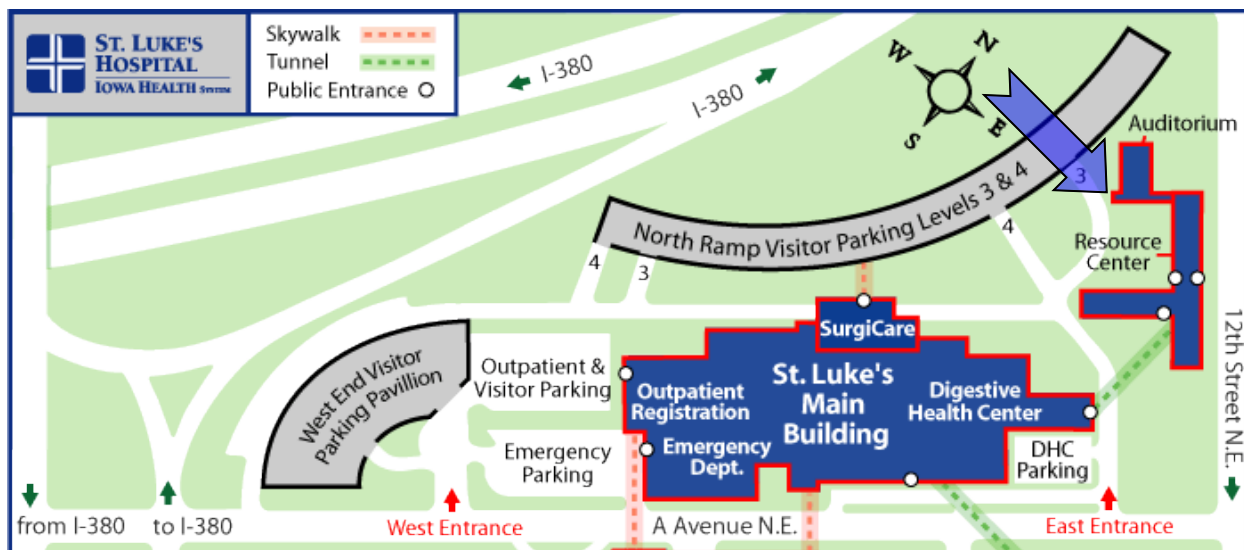 ST. LUKE'S
HOSPITAL
IOWA HEALTH SYSTEM
Skywalk
Tunnel
Public Entrance
I-380
I-380
W
N
S
E
Auditorium
3
North Ramp Visitor Parking Levels 3 & 4
4
4
3
Resource
Center
SurgiCare
12th Street N.E.
West End Visitor
Parking Pavillion
Outpatient &
Visitor Parking
Outpatient
Registration
St. Luke's
Main
Building
Digestive
Health Center
Emergency
Parking
Emergency
Dept.
DHC
Parking
from I-380
to I-380
West Entrance
A Avenue N.E.
East Entrance